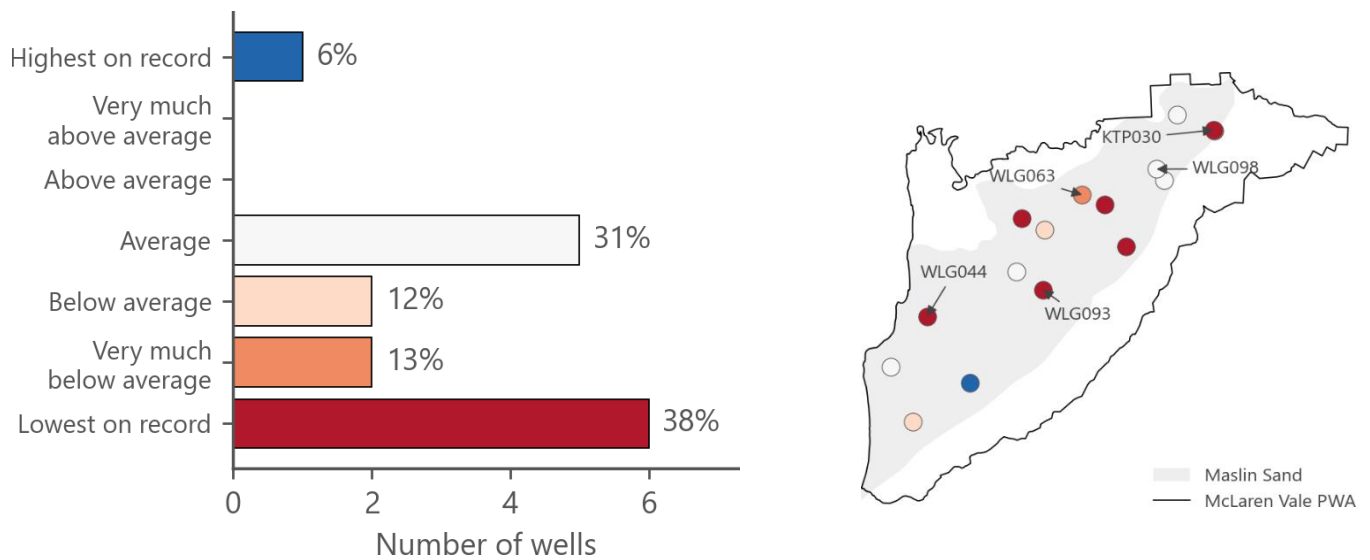 Highest on record
6%
Very much
above average
Above average
Average
31%
Below average
12%
Very much
below average
13%
Lowest on record
38%
0
2
4
6
Number of wells
KTP030
WLG098
WLG063
WLG044
WLG093
Maslin Sand
McLaren Vale PWA